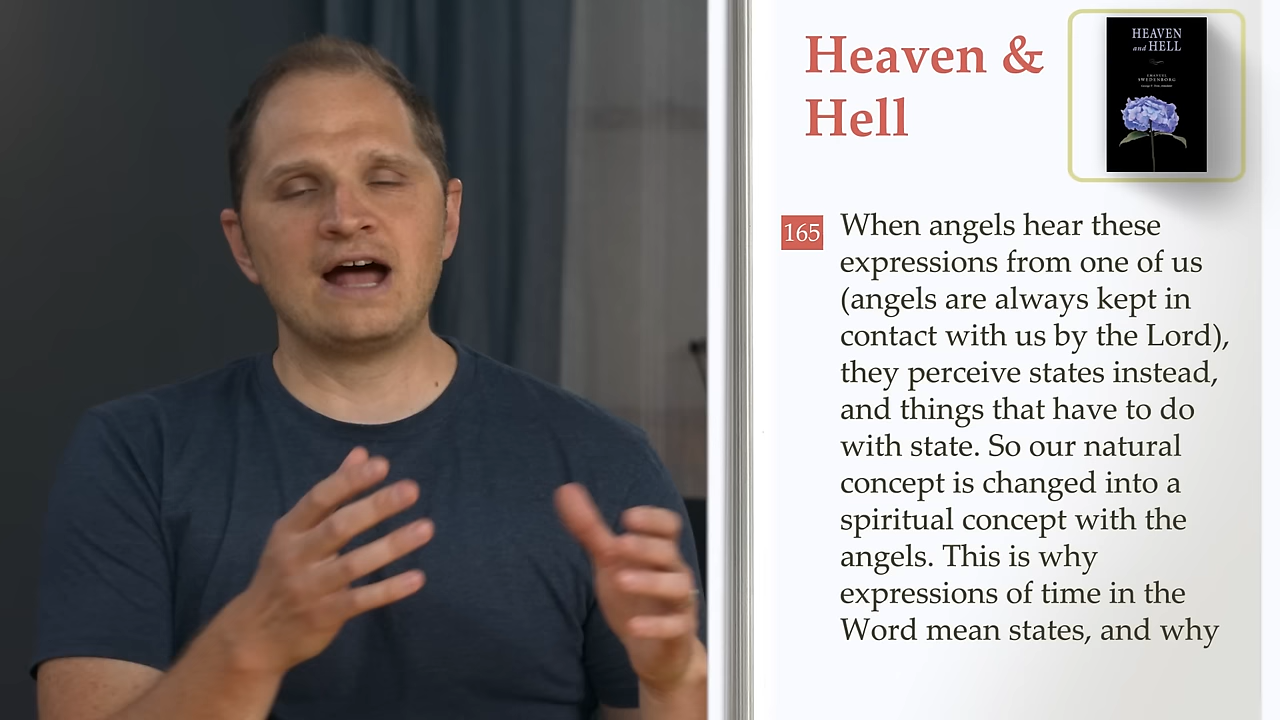 Heaven &
Hell
HEAVEN
and HELL
EMANUEL
SWEDENBORG
165
When angels hear these
expressions from one of us
(angels are always kept in
contact with us by the Lord),
they perceive states instead,
and things that have to do
with state. So our natural
concept is changed into a
spiritual concept with the
angels. This is why
expressions of time in the
Word mean states, and why